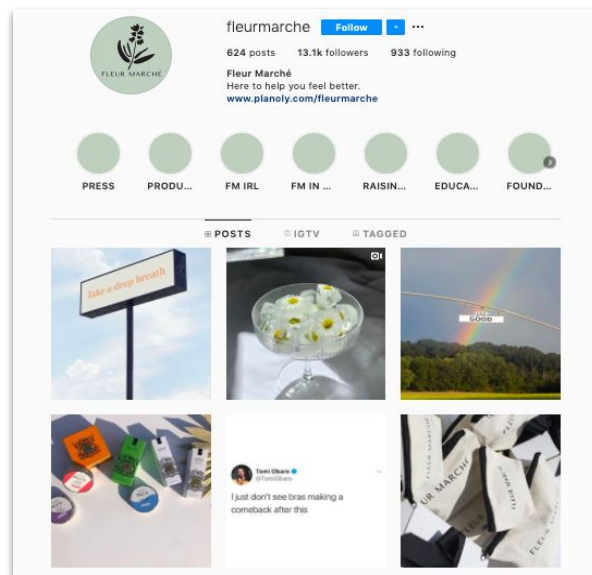 fleurmarche Follow
624 posts 13.1k followers 933 following
Fleur Marché
Here to help you feel better.
www.planoly.com/fleurmarche
FLEUR MARCHÉ
PRESS PRODU... FM IRL FM IN ... RAISIN... EDUCA... FOUND...
POSTS IGTV TAGGED
Take a deep breath
GOOD
Tomi Obaro
@TomiObaro
I just don't see bras making a
comeback after this
FLEUR MARCHÉ
FLEUR MARCHÉ